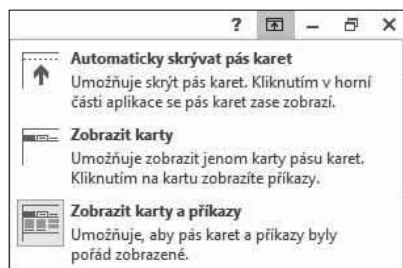 ?
Automaticky skrývat pás karet
Umožňuje skrýt pás karet. Kliknutím v horní
části aplikace se pás karet zase zobrazí.
Zobrazit karty
Umožňuje zobrazit jenom karty pásu karet.
Kliknutím na kartu zobrazíte příkazy.
Zobrazit karty a příkazy
Umožňuje, aby pás karet a příkazy byly
pořád zobrazené.